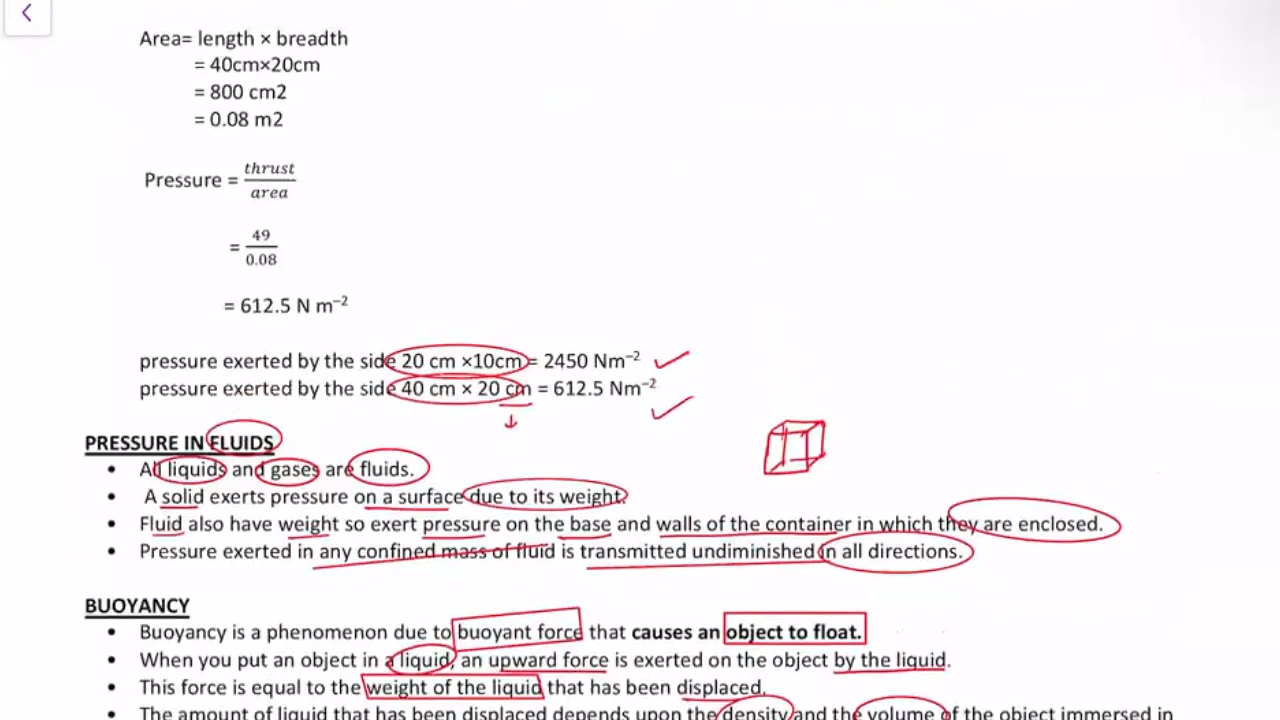 Area= length × breadth
= 40cm×20cm
= 800 cm2
= 0.08 m2
Pressure = thrust/area
= 49/0.08
= 612.5 N m⁻²
pressure exerted by the side 20 cm ×10cm = 2450 Nm⁻²
pressure exerted by the side 40 cm × 20 cm = 612.5 Nm⁻²
PRESSURE IN FLUIDS
• All liquids and gases are fluids.
• A solid exerts pressure on a surface due to its weight.
• Fluid also have weight so exert pressure on the base and walls of the container in which they are enclosed.
• Pressure exerted in any confined mass of fluid is transmitted undiminished in all directions.
BUOYANCY
• Buoyancy is a phenomenon due to buoyant force that causes an object to float.
• When you put an object in a liquid, an upward force is exerted on the object by the liquid.
• This force is equal to the weight of the liquid that has been displaced.
• The amount of liquid that has been displaced depends upon the density and the volume of the object immersed in